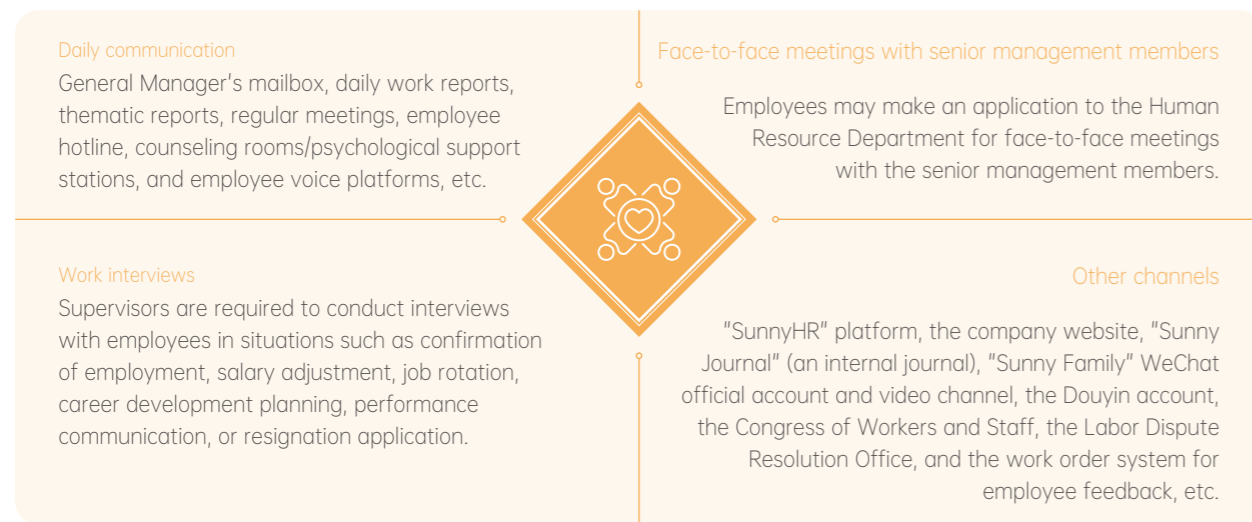 Daily communication
General Manager's mailbox, daily work reports,
thematic reports, regular meetings, employee
hotline, counseling rooms/psychological support
stations, and employee voice platforms, etc.
Face-to-face meetings with senior management members
Employees may make an application to the Human
Resource Department for face-to-face meetings
with the senior management members.
Work interviews
Supervisors are required to conduct interviews
with employees in situations such as confirmation
of employment, salary adjustment, job rotation,
career development planning, performance
communication, or resignation application.
Other channels
"SunnyHR" platform, the company website, "Sunny
Journal" (an internal journal), "Sunny Family" WeChat
official account and video channel, the Douyin account,
the Congress of Workers and Staff, the Labor Dispute
Resolution Office, and the work order system for
employee feedback, etc.